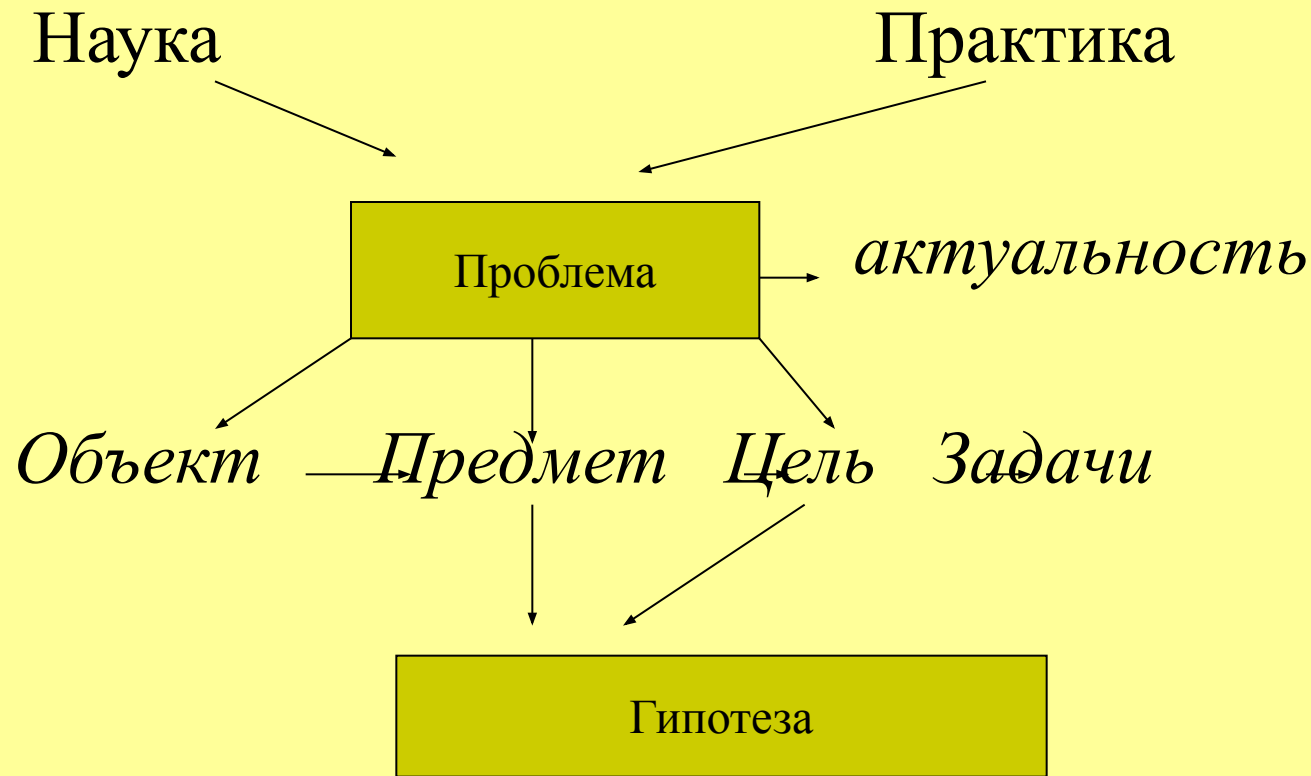 Наука Практика
Проблема
актуальность
Объект Предмет Цель Задачи
Гипотеза